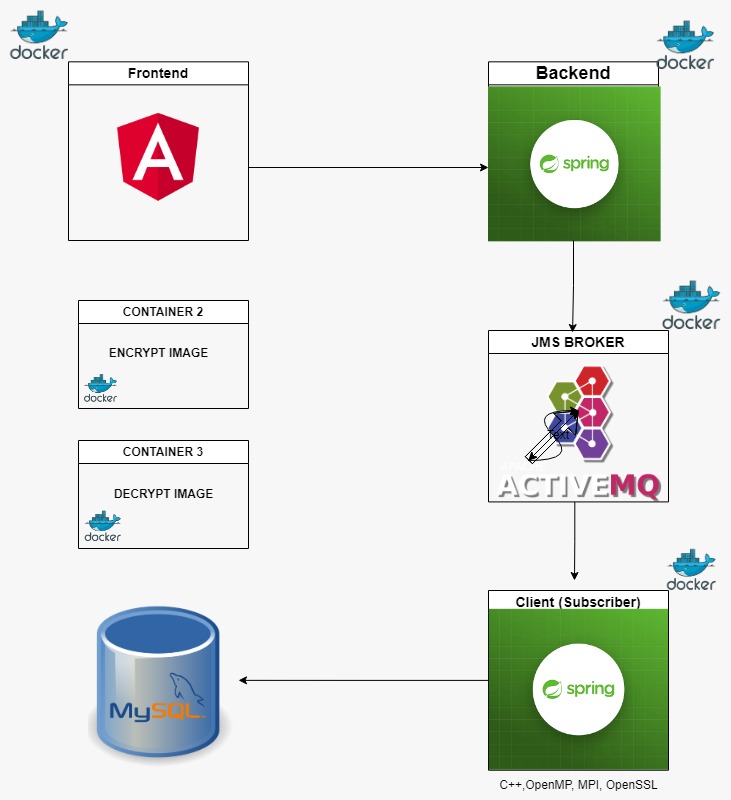 docker
docker
Frontend
Backend
spring
docker
CONTAINER 2
ENCRYPT IMAGE
docker
JMS BROKER
Text
ACTIVEMQ
CONTAINER 3
DECRYPT IMAGE
docker
docker
Client (Subscriber)
spring
MySQL
C++,OpenMP, MPI, OpenSSL